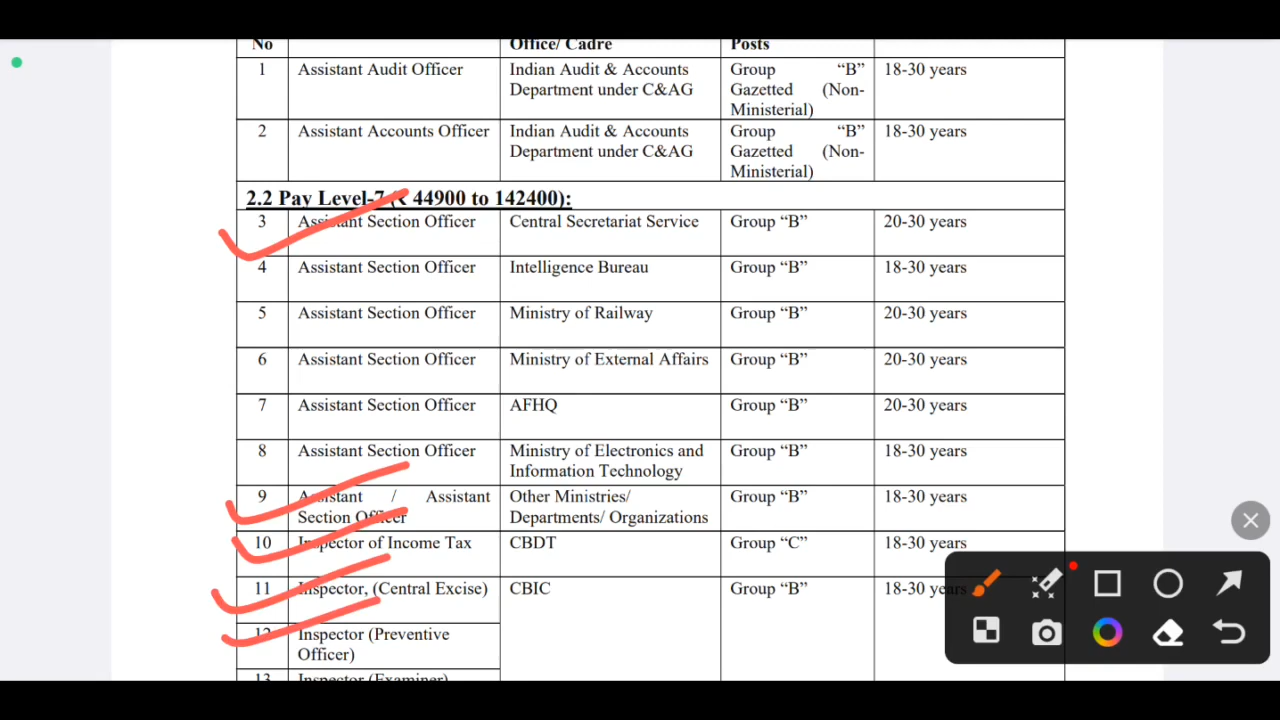 No Office/ Cadre Posts
1 Assistant Audit Officer Indian Audit & Accounts Group “B” 18-30 years
Department under C&AG Gazetted (Non-
Ministerial)
2 Assistant Accounts Officer Indian Audit & Accounts Group “B” 18-30 years
Department under C&AG Gazetted (Non-
Ministerial)
2.2 Pay Level-7 (₹ 44900 to 142400):
3 Assistant Section Officer Central Secretariat Service Group “B” 20-30 years
4 Assistant Section Officer Intelligence Bureau Group “B” 18-30 years
5 Assistant Section Officer Ministry of Railway Group “B” 20-30 years
6 Assistant Section Officer Ministry of External Affairs Group “B” 20-30 years
7 Assistant Section Officer AFHQ Group “B” 20-30 years
8 Assistant Section Officer Ministry of Electronics and Group “B” 18-30 years
Information Technology
9 Assistant / Assistant Other Ministries/ Group “B” 18-30 years
Section Officer Departments/ Organizations
10 Inspector of Income Tax CBDT Group “C” 18-30 years
11 Inspector, (Central Excise) CBIC Group “B” 18-30 years
12 Inspector (Preventive
Officer)
13 Inspector (Examiner)